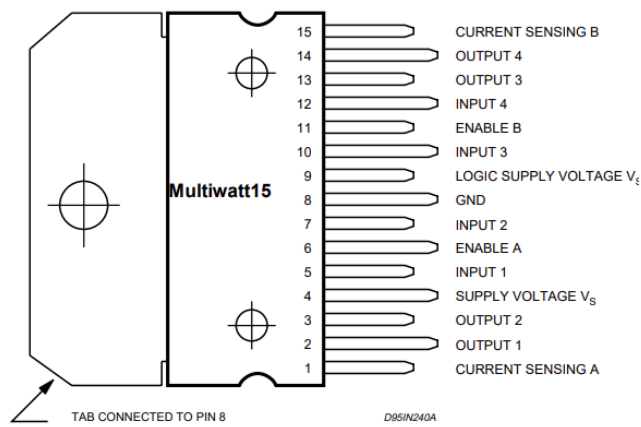 15 CURRENT SENSING B
14 OUTPUT 4
13 OUTPUT 3
12 INPUT 4
11 ENABLE B
10 INPUT 3
9 LOGIC SUPPLY VOLTAGE VS
8 GND
7 INPUT 2
6 ENABLE A
5 INPUT 1
4 SUPPLY VOLTAGE VS
3 OUTPUT 2
2 OUTPUT 1
1 CURRENT SENSING A
Multiwatt15
TAB CONNECTED TO PIN 8
D95IN240A